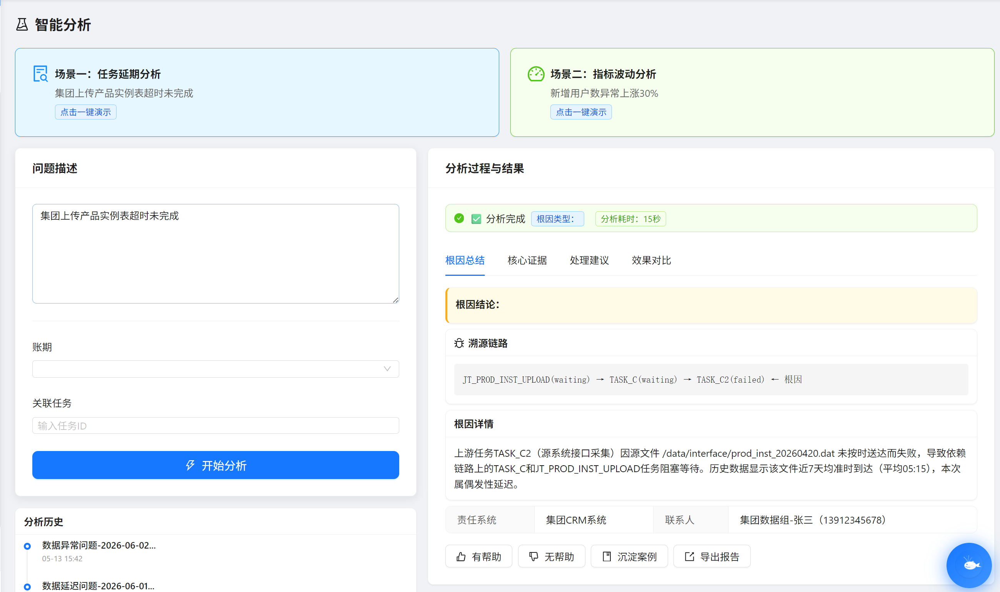 智能分析
场景一：任务延期分析
集团上传产品实例表超时未完成
点击一键演示
场景二：指标波动分析
新增用户数异常上涨30%
点击一键演示
问题描述
集团上传产品实例表超时未完成
账期
关联任务
输入任务ID
开始分析
分析历史
数据异常问题-2026-06-02...
05-13 15:42
数据延迟问题-2026-06-01...
分析过程与结果
分析完成 根因类型： 分析耗时：15秒
根因总结 核心证据 处理建议 效果对比
根因结论：
溯源链路
JT_PROD_INST_UPLOAD(waiting) → TASK_C(waiting) → TASK_C2(failed) ← 根因
根因详情
上游任务TASK_C2（源系统接口采集）因源文件 /data/interface/prod_inst_20260420.dat 未按时送达而失败，导致依赖
链路上的TASK_C和JT_PROD_INST_UPLOAD任务阻塞等待。历史数据显示该文件近7天均准时到达（平均05:15），本次
属偶发性延迟。
责任系统 集团CRM系统 联系人 集团数据组-张三（13912345678）
有帮助 无帮助 沉淀案例 导出报告